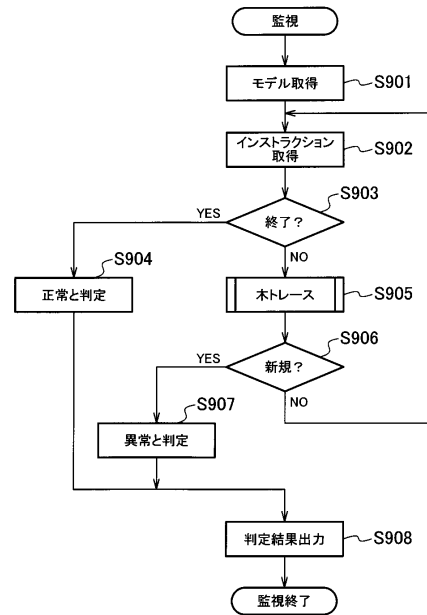 監視
モデル取得
S901
インストラクション
取得
S902
S903
YES
終了?
NO
S904
正常と判定
木トレース
S905
S906
YES
新規?
NO
S907
異常と判定
判定結果出力
S908
監視終了